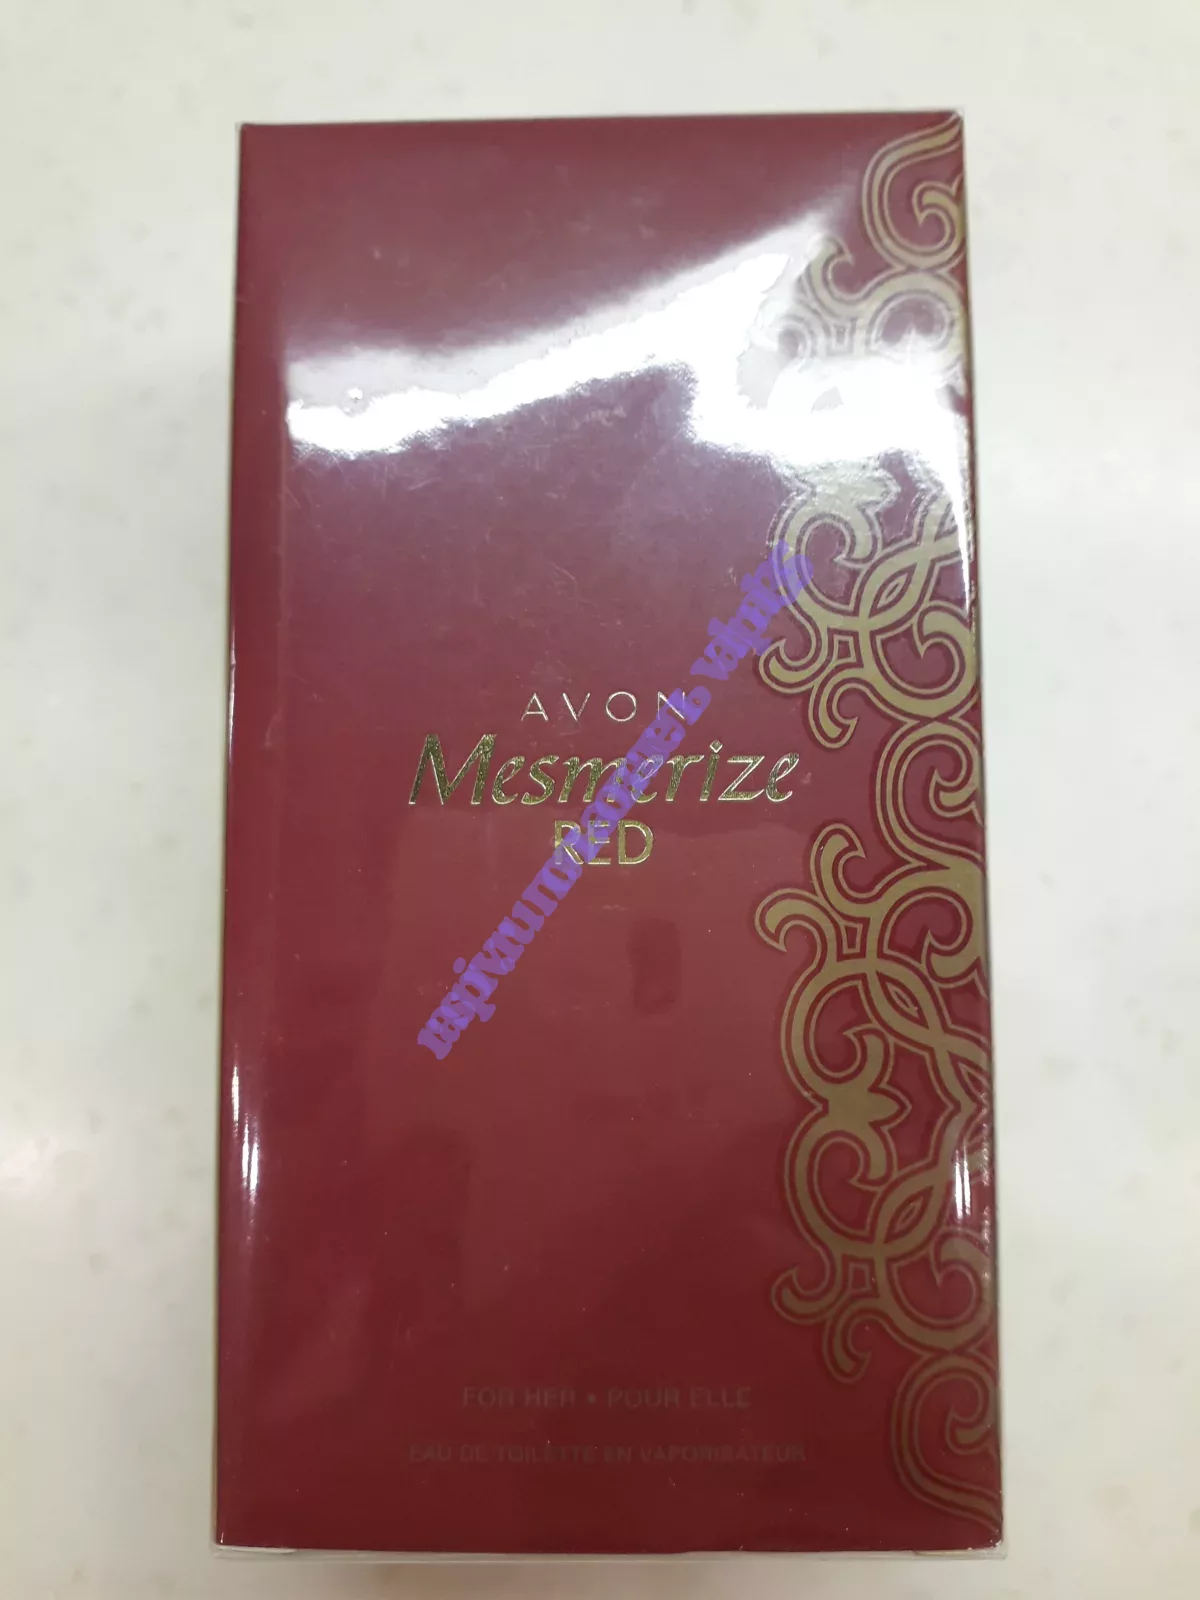 AVON
Mesmerize
RED
FOR HER • POUR ELLE
EAU DE TOILETTE EN VAPORISATEUR